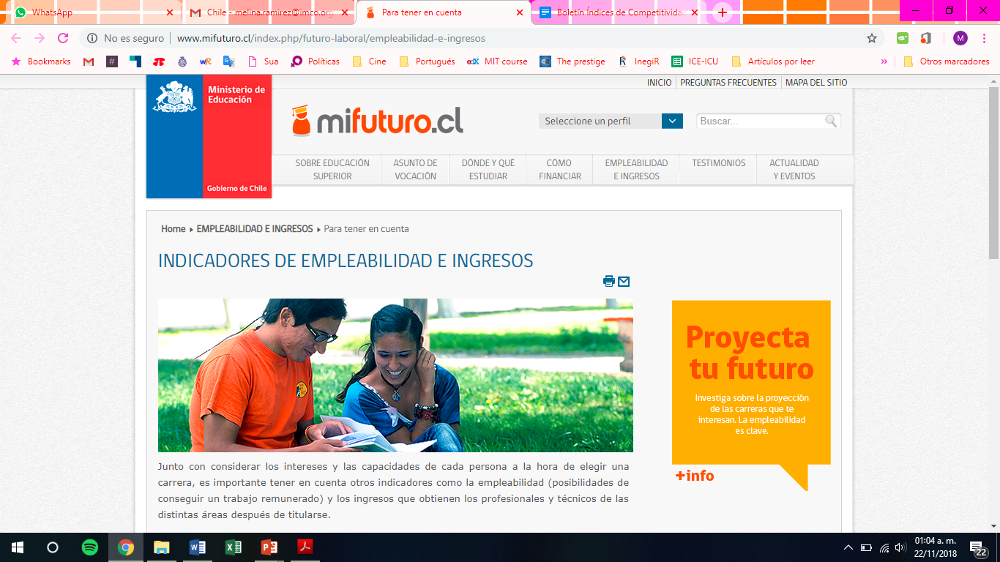 WhatsApp
Chile - melina.ramirez@imco.org
Para tener en cuenta
Boletín Índices de Competitivida
No es seguro
www.mifuturo.cl/index.php/futuro-laboral/empleabilidad-e-ingresos
M
Bookmarks
#
wR
Sua
Políticas
Cine
Portugués
edX MIT course
The prestige
InegiR
ICE-ICU
Artículos por leer
»
Otros marcadores
INICIO
PREGUNTAS FRECUENTES
MAPA DEL SITIO
Ministerio de
Educación
Gobierno de Chile
mifuturo.cl
Seleccione un perfil
Buscar...
SOBRE EDUCACIÓN
SUPERIOR
ASUNTO DE
VOCACIÓN
DÓNDE Y QUÉ
ESTUDIAR
CÓMO
FINANCIAR
EMPLEABILIDAD
E INGRESOS
TESTIMONIOS
ACTUALIDAD
Y EVENTOS
Home EMPLEABILIDAD E INGRESOS Para tener en cuenta
INDICADORES DE EMPLEABILIDAD E INGRESOS
Proyecta
tu futuro
Investiga sobre la proyección
de las carreras que te
interesan. La empleabilidad
es clave.
+info
Junto con considerar los intereses y las capacidades de cada persona a la hora de elegir una
carrera, es importante tener en cuenta otros indicadores como la empleabilidad (posibilidades de
conseguir un trabajo remunerado) y los ingresos que obtienen los profesionales y técnicos de las
distintas áreas después de titularse.
01:04 a. m.
22/11/2018
22